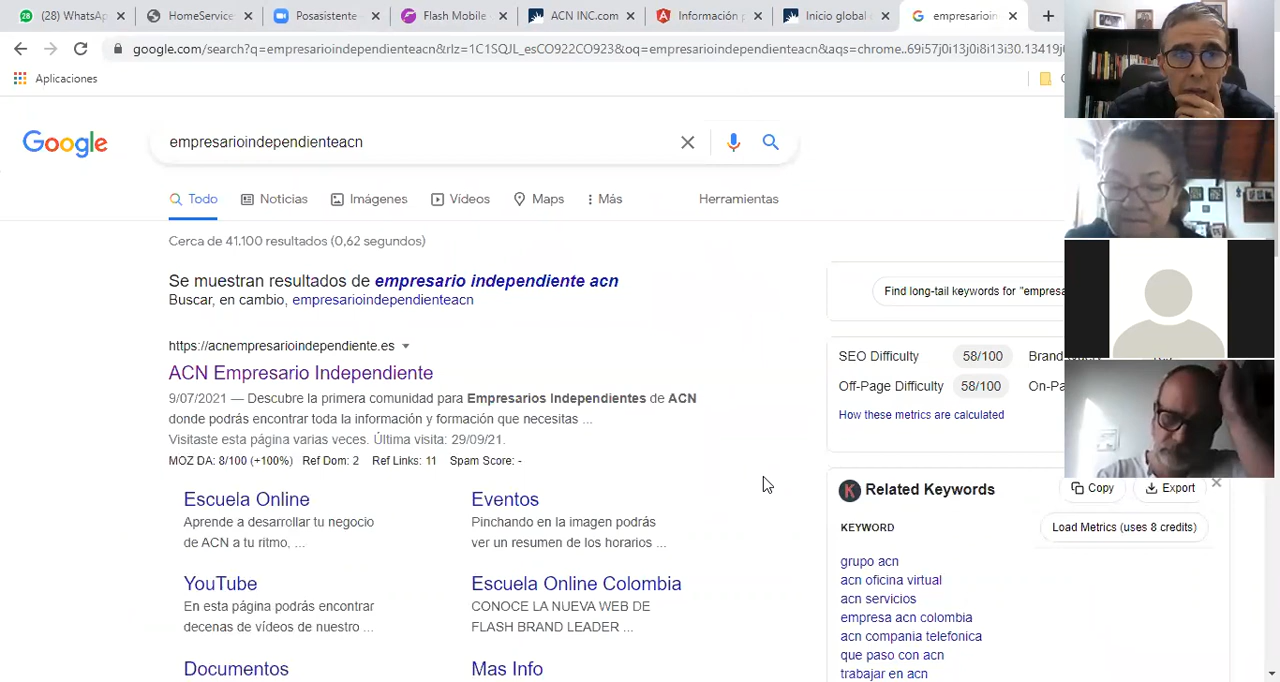 (28) WhatsAp
HomeService
Posasistente
Flash Mobile
ACN INC.com
Información p
Inicio global
empresarioin
google.com/search?q=empresarioindependienteacn&rlz=1C1SQJL_esCO922CO923&oq=empresarioindependienteacn&aqs=chrome..69i57j0i13j0i8i13i30.13419j0
Aplicaciones
Google
empresarioindependienteacn
Todo Noticias Imágenes Vídeos Maps Más Herramientas
Cerca de 41.100 resultados (0,62 segundos)
Se muestran resultados de empresario independiente acn
Buscar, en cambio, empresarioindependienteacn
https://acnempresarioindependiente.es
ACN Empresario Independiente
9/07/2021 — Descubre la primera comunidad para Empresarios Independientes de ACN
donde podrás encontrar toda la información y formación que necesitas ...
Visitaste esta página varias veces. Última visita: 29/09/21.
MOZ DA: 8/100 (+100%) Ref Dom: 2 Ref Links: 11 Spam Score: -
Escuela Online
Aprende a desarrollar tu negocio
de ACN a tu ritmo, ...
Eventos
Pinchando en la imagen podrás
ver un resumen de los horarios ...
YouTube
En esta página podrás encontrar
decenas de vídeos de nuestro ...
Escuela Online Colombia
CONOCE LA NUEVA WEB DE
FLASH BRAND LEADER ...
Documentos
Mas Info
Find long-tail keywords for "empresa
SEO Difficulty 58/100 Brand
Off-Page Difficulty 58/100 On-Pa
How these metrics are calculated
Related Keywords
Copy Export
KEYWORD
Load Metrics (uses 8 credits)
grupo acn
acn oficina virtual
acn servicios
empresa acn colombia
acn compania telefonica
que paso con acn
trabajar en acn